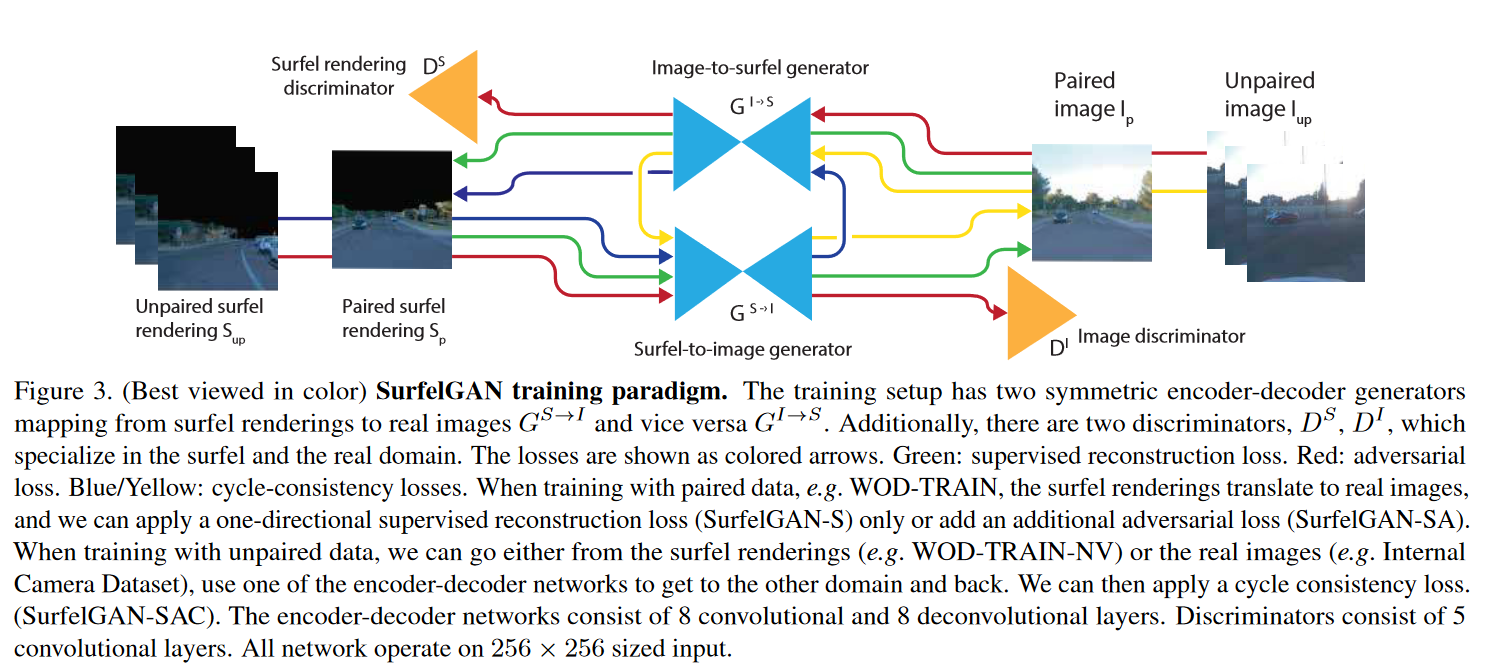 Surfel rendering
discriminator
D^S
Image-to-surfel generator
G^{I→S}
Paired
image I_p
Unpaired
image I_up
Unpaired surfel
rendering S_up
Paired surfel
rendering S_p
G^{S→I}
Surfel-to-image generator
D^I
Image discriminator
Figure 3. (Best viewed in color) SurfelGAN training paradigm. The training setup has two symmetric encoder-decoder generators
mapping from surfel renderings to real images G^{S→I} and vice versa G^{I→S}. Additionally, there are two discriminators, D^S, D^I, which
specialize in the surfel and the real domain. The losses are shown as colored arrows. Green: supervised reconstruction loss. Red: adversarial
loss. Blue/Yellow: cycle-consistency losses. When training with paired data, e.g. WOD-TRAIN, the surfel renderings translate to real images,
and we can apply a one-directional supervised reconstruction loss (SurfelGAN-S) only or add an additional adversarial loss (SurfelGAN-SA).
When training with unpaired data, we can go either from the surfel renderings (e.g. WOD-TRAIN-NV) or the real images (e.g. Internal
Camera Dataset), use one of the encoder-decoder networks to get to the other domain and back. We can then apply a cycle consistency loss.
(SurfelGAN-SAC). The encoder-decoder networks consist of 8 convolutional and 8 deconvolutional layers. Discriminators consist of 5
convolutional layers. All network operate on 256 × 256 sized input.